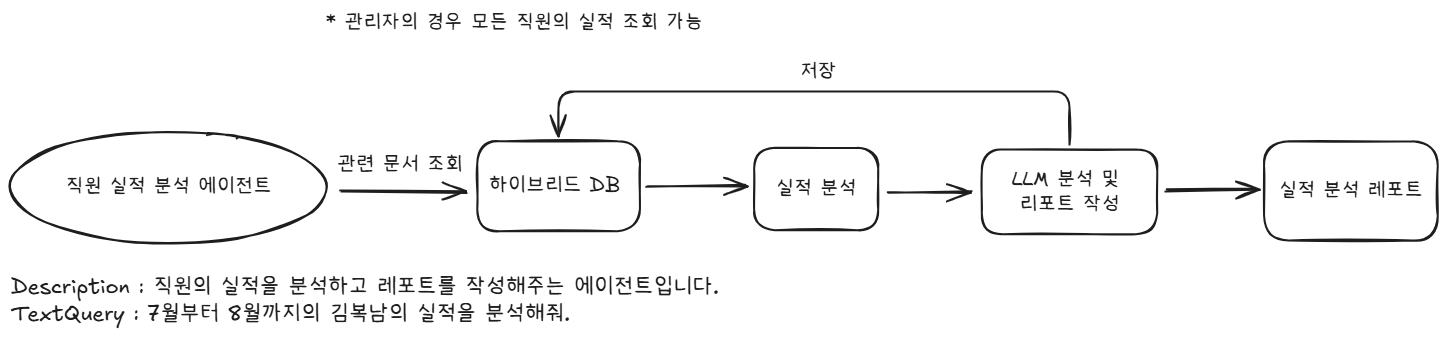 * 관리자의 경우 모든 직원의 실적 조회 가능
저장
직원 실적 분석 에이전트
관련 문서 조회
하이브리드 DB
실적 분석
LLM 분석 및
리포트 작성
실적 분석 레포트
Description : 직원의 실적을 분석하고 레포트를 작성해주는 에이전트입니다.
TextQuery : 7월부터 8월까지의 김복남의 실적을 분석해줘.